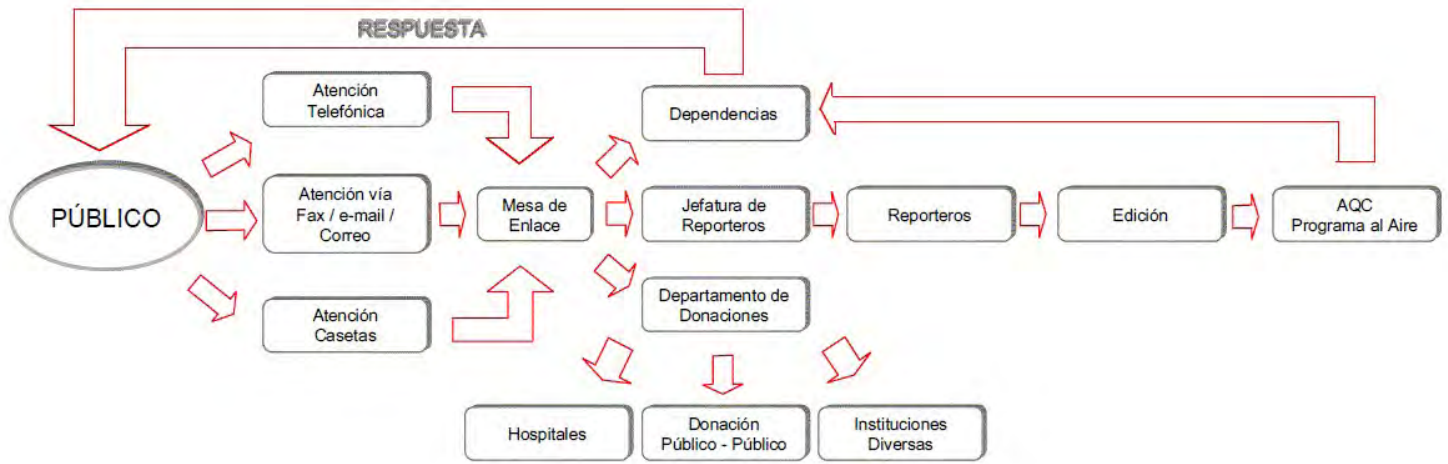 RESPUESTA
Atención
Telefónica
Dependencias
PÚBLICO
Atención vía
Fax / e-mail /
Correo
Mesa de
Enlace
Jefatura de
Reporteros
Reporteros
Edición
AQC
Programa al Aire
Atención
Casetas
Departamento de
Donaciones
Hospitales
Donación
Público - Público
Instituciones
Diversas